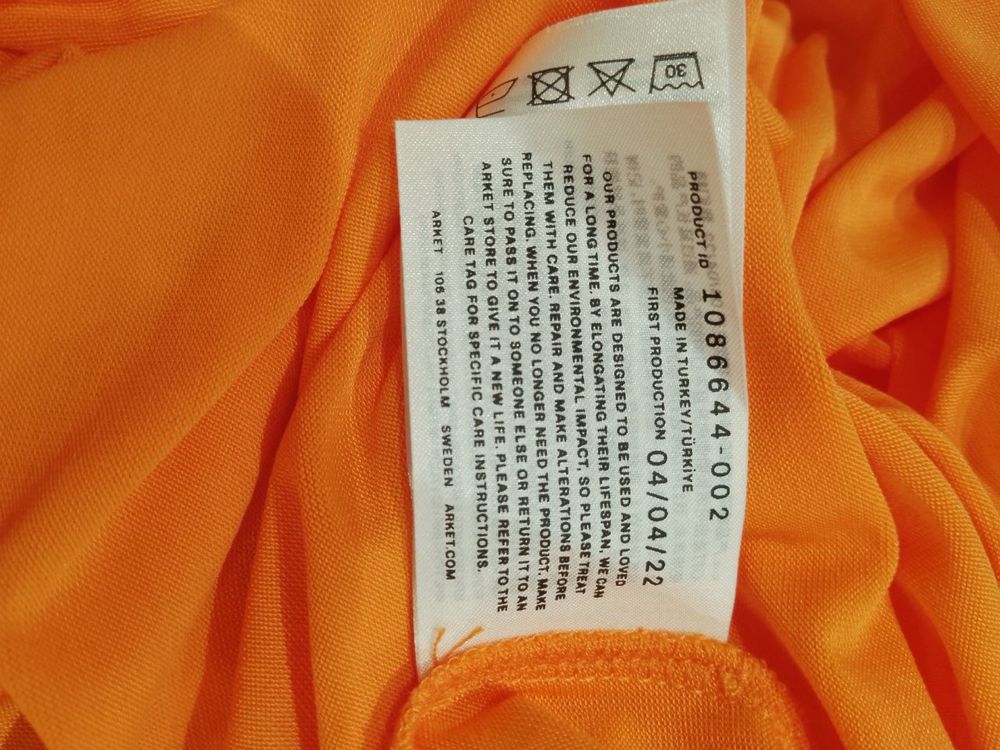 30
PRODUCT ID 1086644-002
MADE IN TURKEY/TÜRKİYE
FIRST PRODUCTION 04/04/22
OUR PRODUCTS ARE DESIGNED TO BE USED AND LOVED
FOR A LONG TIME. BY ELONGATING THEIR LIFESPAN, WE CAN
REDUCE OUR ENVIRONMENTAL IMPACT, SO PLEASE TREAT
THEM WITH CARE. REPAIR AND MAKE ALTERATIONS BEFORE
REPLACING. WHEN YOU NO LONGER NEED THE PRODUCT, MAKE
SURE TO PASS IT ON TO SOMEONE ELSE OR RETURN IT TO AN
ARKET STORE TO GIVE IT A NEW LIFE. PLEASE REFER TO THE
CARE TAG FOR SPECIFIC CARE INSTRUCTIONS.
ARKET 106 38 STOCKHOLM SWEDEN ARKET.COM